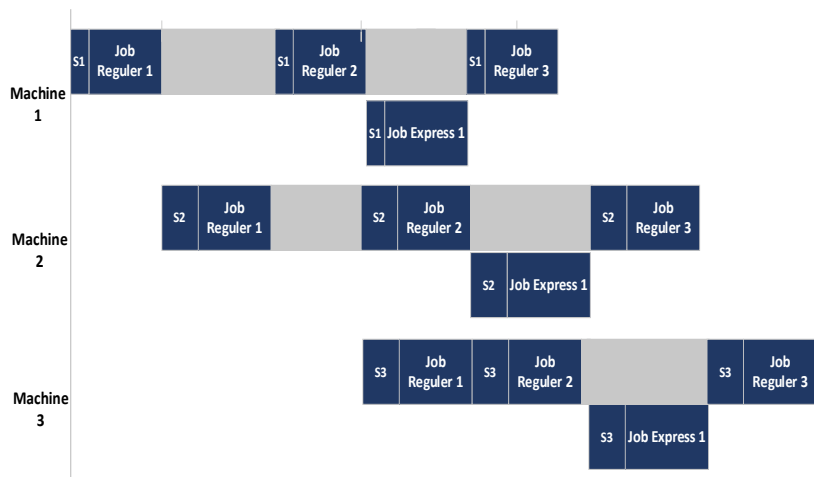 S1
Job
Reguler 1
S1
Job
Reguler 2
S1
Job
Reguler 3
Machine
1
S1
Job Express 1
S2
Job
Reguler 1
S2
Job
Reguler 2
S2
Job
Reguler 3
Machine
2
S2
Job Express 1
S3
Job
Reguler 1
S3
Job
Reguler 2
S3
Job
Reguler 3
Machine
3
S3
Job Express 1